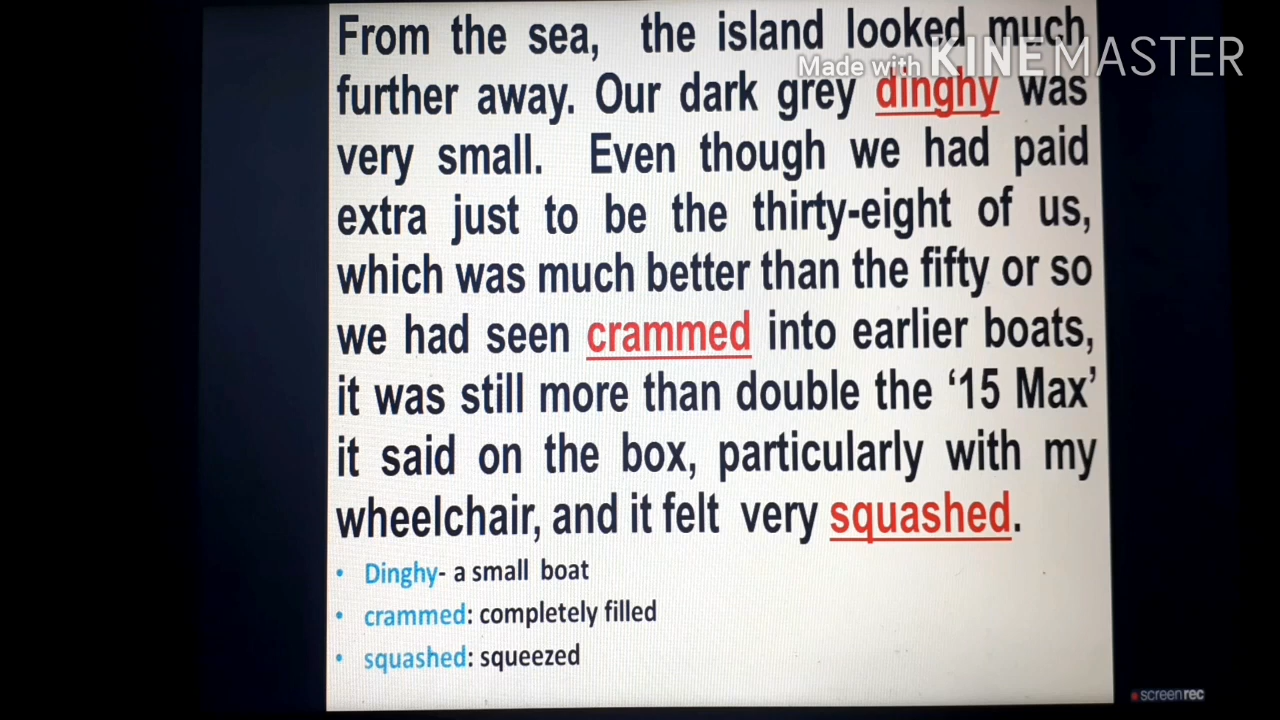 From the sea, the island looked much
Made with KINEMASTER
further away. Our dark grey dinghy was
very small. Even though we had paid
extra just to be the thirty-eight of us,
which was much better than the fifty or so
we had seen crammed into earlier boats,
it was still more than double the ‘15 Max’
it said on the box, particularly with my
wheelchair, and it felt very squashed.
• Dinghy- a small boat
• crammed: completely filled
• squashed: squeezed
screenrec